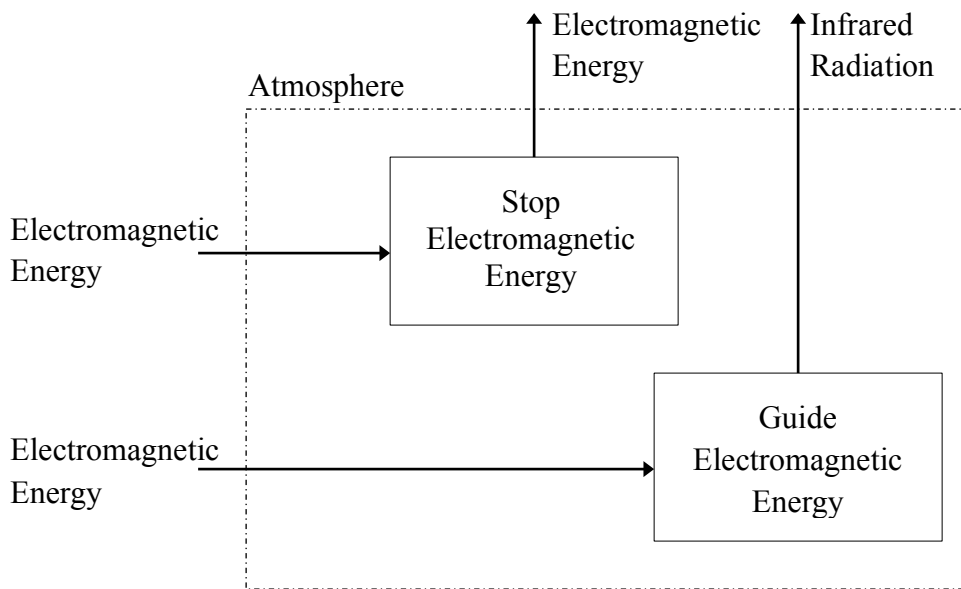 Electromagnetic
Energy
Infrared
Radiation
Atmosphere
Stop
Electromagnetic
Energy
Electromagnetic
Energy
Guide
Electromagnetic
Energy
Electromagnetic
Energy